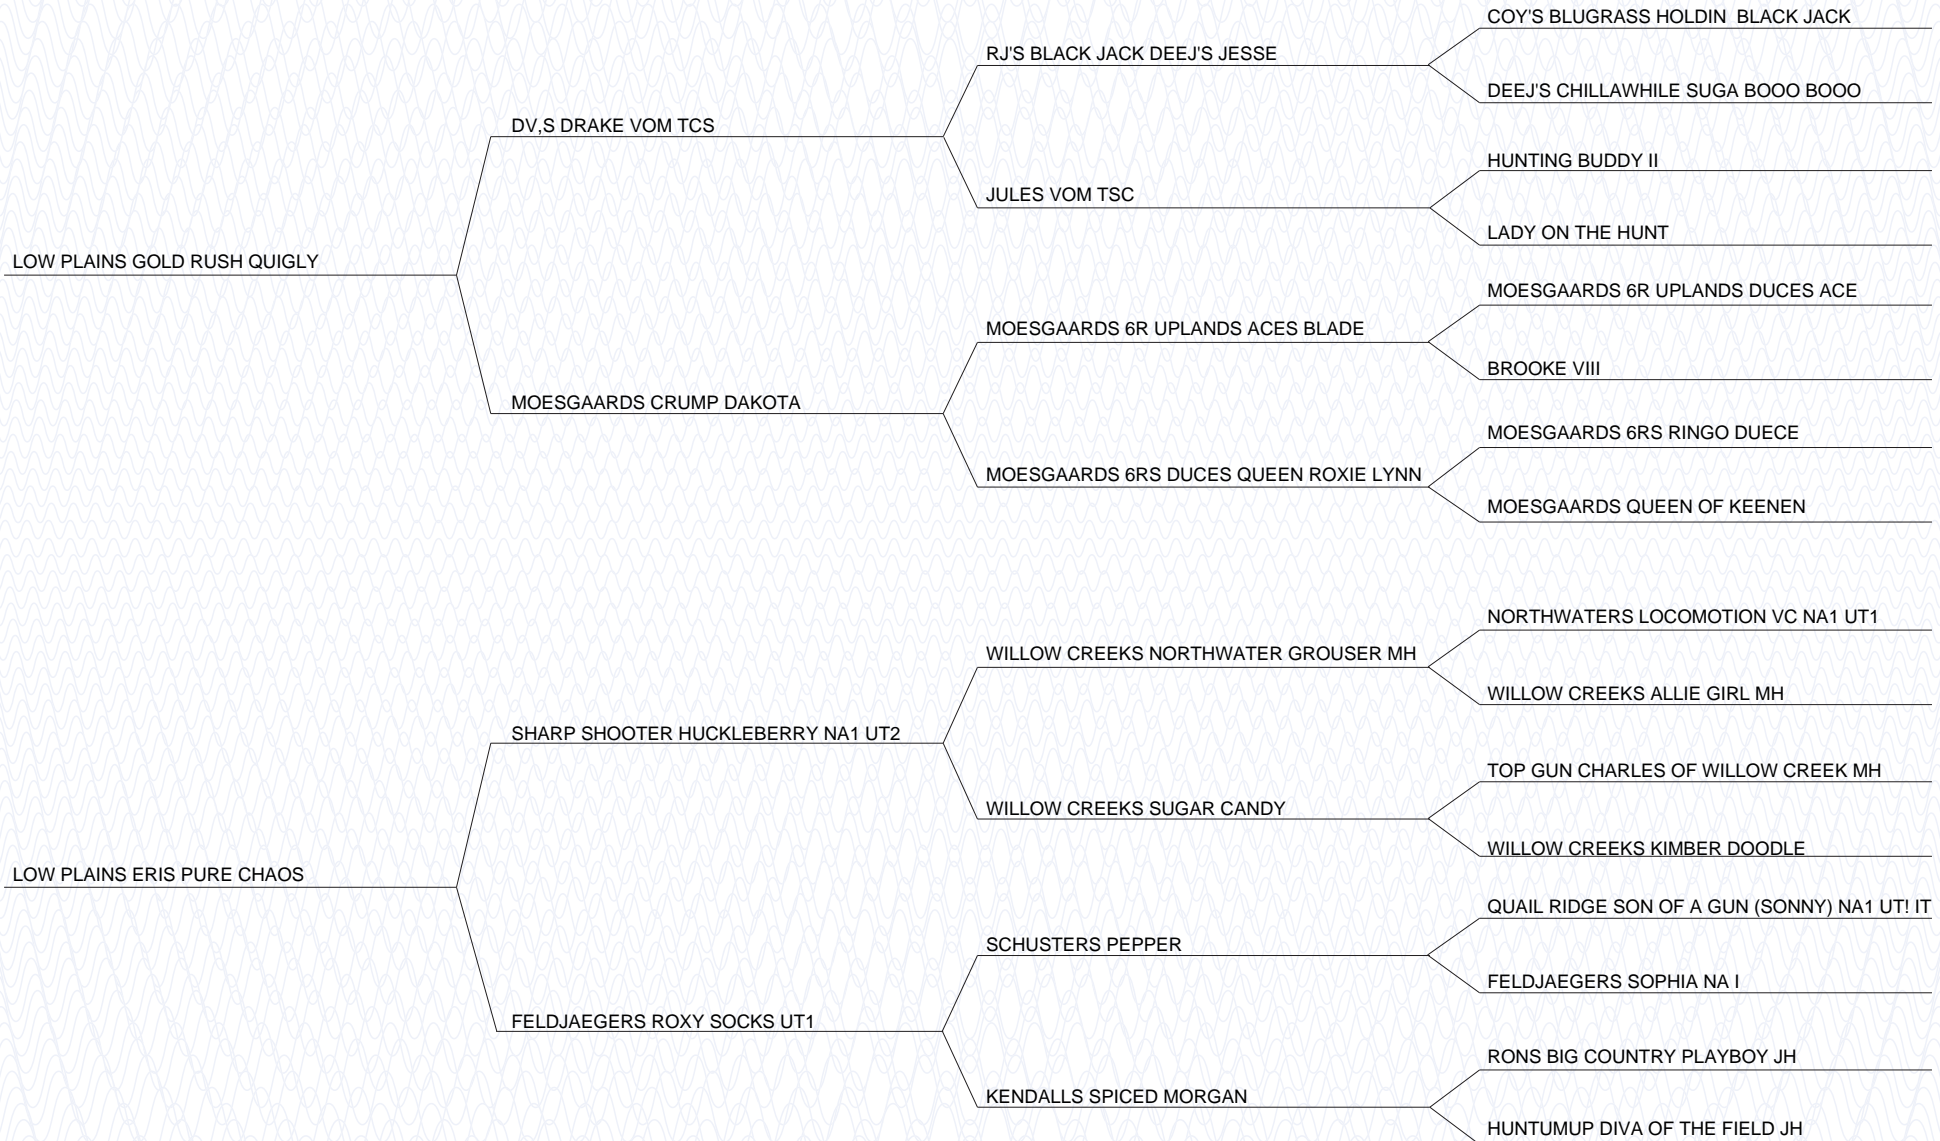 COY'S BLUGRASS HOLDIN  BLACK JACK
RJ'S BLACK JACK DEEJ'S JESSE
DEEJ'S CHILLAWHILE SUGA BOOO BOOO
DV,S DRAKE VOM TCS
HUNTING BUDDY II
JULES VOM TSC
LADY ON THE HUNT
LOW PLAINS GOLD RUSH QUIGLY
MOESGAARDS 6R UPLANDS DUCES ACE
MOESGAARDS 6R UPLANDS ACES BLADE
BROOKE VIII
MOESGAARDS CRUMP DAKOTA
MOESGAARDS 6RS RINGO DUECE
MOESGAARDS 6RS DUCES QUEEN ROXIE LYNN
MOESGAARDS QUEEN OF KEENEN
NORTHWATERS LOCOMOTION VC NA1 UT1
WILLOW CREEKS NORTHWATER GROUSER MH
WILLOW CREEKS ALLIE GIRL MH
SHARP SHOOTER HUCKLEBERRY NA1 UT2
TOP GUN CHARLES OF WILLOW CREEK MH
WILLOW CREEKS SUGAR CANDY
WILLOW CREEKS KIMBER DOODLE
LOW PLAINS ERIS PURE CHAOS
QUAIL RIDGE SON OF A GUN (SONNY) NA1 UT! IT
SCHUSTERS PEPPER
FELDJAEGERS SOPHIA NA I
FELDJAEGERS ROXY SOCKS UT1
RONS BIG COUNTRY PLAYBOY JH
KENDALLS SPICED MORGAN
HUNTUMUP DIVA OF THE FIELD JH